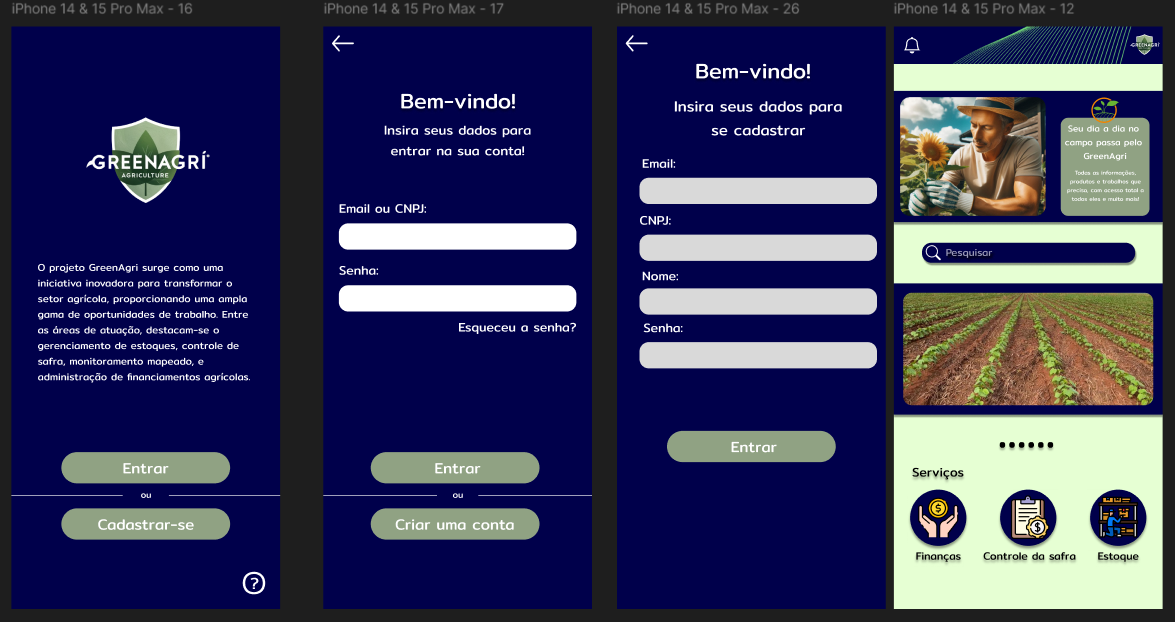 iPhone 14 & 15 Pro Max - 16
GREENAGRÍ
AGRICULTURE
O projeto GreenAgri surge como uma
iniciativa inovadora para transformar o
setor agrícola, proporcionando uma ampla
gama de oportunidades de trabalho. Entre
as áreas de atuação, destacam-se o
gerenciamento de estoques, controle de
safra, monitoramento mapeado, e
administração de financiamentos agrícolas.
Entrar
ou
Cadastrar-se
?
iPhone 14 & 15 Pro Max - 17
Bem-vindo!
Insira seus dados para
entrar na sua conta!
Email ou CNPJ:
Senha:
Esqueceu a senha?
Entrar
ou
Criar uma conta
iPhone 14 & 15 Pro Max - 26
Bem-vindo!
Insira seus dados para
se cadastrar
Email:
CNPJ:
Nome:
Senha:
Entrar
iPhone 14 & 15 Pro Max - 12
GREENAGRÍ
Seu dia a dia no
campo passa pelo
GreenAgri
Todas as informações,
produtos e trabalhos que
precisa, com acesso total a
todos eles e muito mais!
Pesquisar
Serviços
Finanças
Controle da safra
Estoque